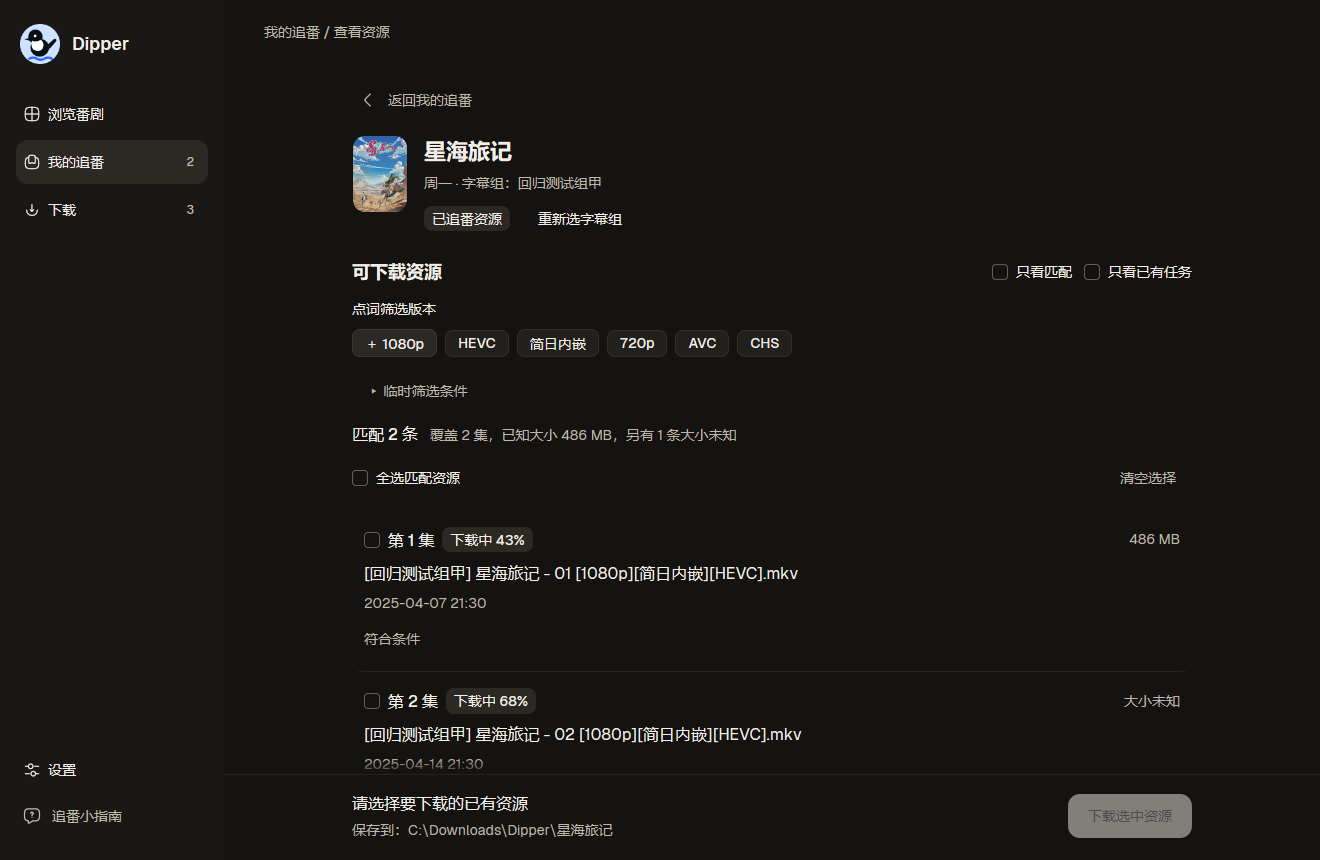 Dipper
浏览番剧
我的追番 2
下载 3
设置
追番小指南
我的追番 / 查看资源
返回我的追番
星海旅记
周一 · 字幕组：回归测试组甲
已追番资源 重新选字幕组
可下载资源 只看匹配 只看已有任务
点词筛选版本
+ 1080p HEVC 简日内嵌 720p AVC CHS
临时筛选条件
匹配 2 条 覆盖 2 集，已知大小 486 MB，另有 1 条大小未知
全选匹配资源 清空选择
第 1 集 下载中 43% 486 MB
[回归测试组甲] 星海旅记 - 01 [1080p][简日内嵌][HEVC].mkv
2025-04-07 21:30
符合条件
第 2 集 下载中 68% 大小未知
[回归测试组甲] 星海旅记 - 02 [1080p][简日内嵌][HEVC].mkv
2025-04-14 21:30
请选择要下载的已有资源
保存到：C:\Downloads\Dipper\星海旅记
下载选中资源